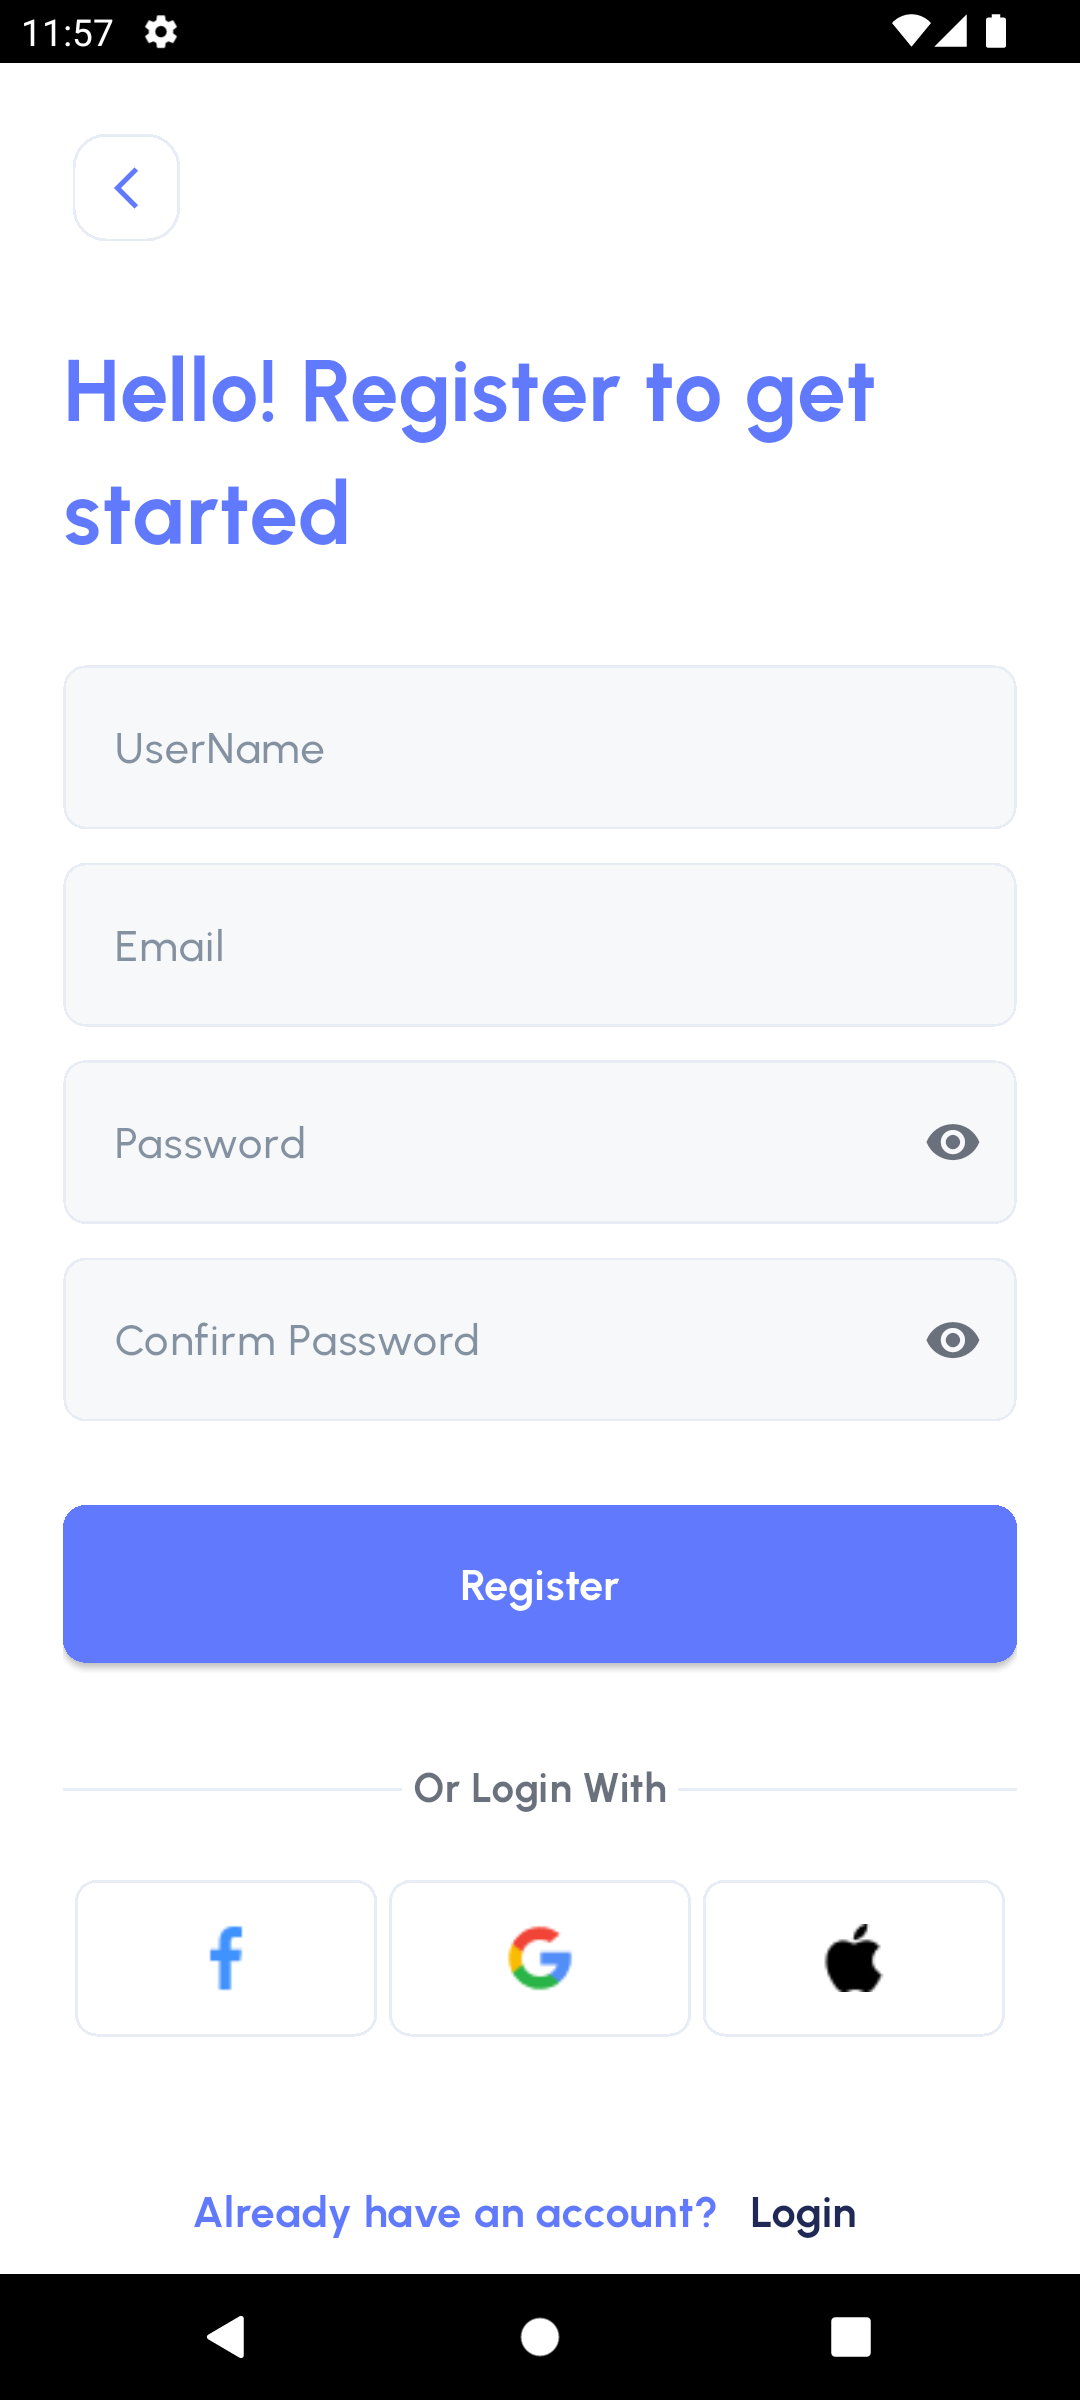 11:57
Hello! Register to get
started
UserName
Email
Password
Confirm Password
Register
Or Login With
Already have an account? Login